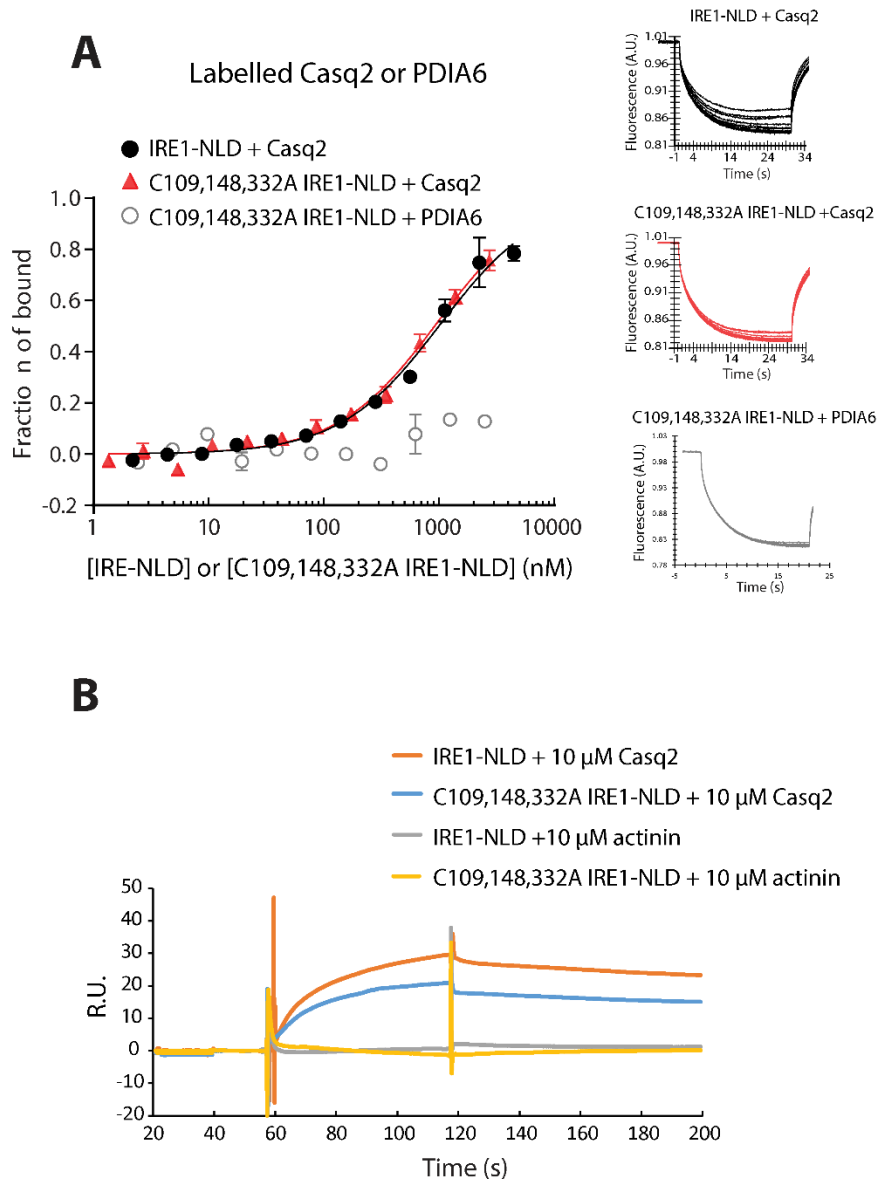 A
Labelled Casq2 or PDIA6
IRE1-NLD + Casq2
C109,148,332A IRE1-NLD + Casq2
C109,148,332A IRE1-NLD + PDIA6
Fractio n of bound
1.0
0.8
0.6
0.4
0.2
0.0
-0.2
1 10 100 1000 10000
[IRE-NLD] or [C109,148,332A IRE1-NLD] (nM)
IRE1-NLD + Casq2
Fluorescence (A.U.)
1.01
0.96
0.91
0.86
0.81
-1 4 14 24 34
Time (s)
C109,148,332A IRE1-NLD +Casq2
Fluorescence (A.U.)
1.01
0.96
0.91
0.86
0.81
-1 4 14 24 34
Time (s)
C109,148,332A IRE1-NLD + PDIA6
Fluorescence (A.U.)
1.03
0.98
0.93
0.88
0.83
0.78
-5 5 15 25
Time (s)
B
IRE1-NLD + 10 µM Casq2
C109,148,332A IRE1-NLD + 10 µM Casq2
IRE1-NLD +10 µM actinin
C109,148,332A IRE1-NLD + 10 µM actinin
R.U.
50
40
30
20
10
0
-10
-20
20 40 60 80 100 120 140 160 180 200
Time (s)